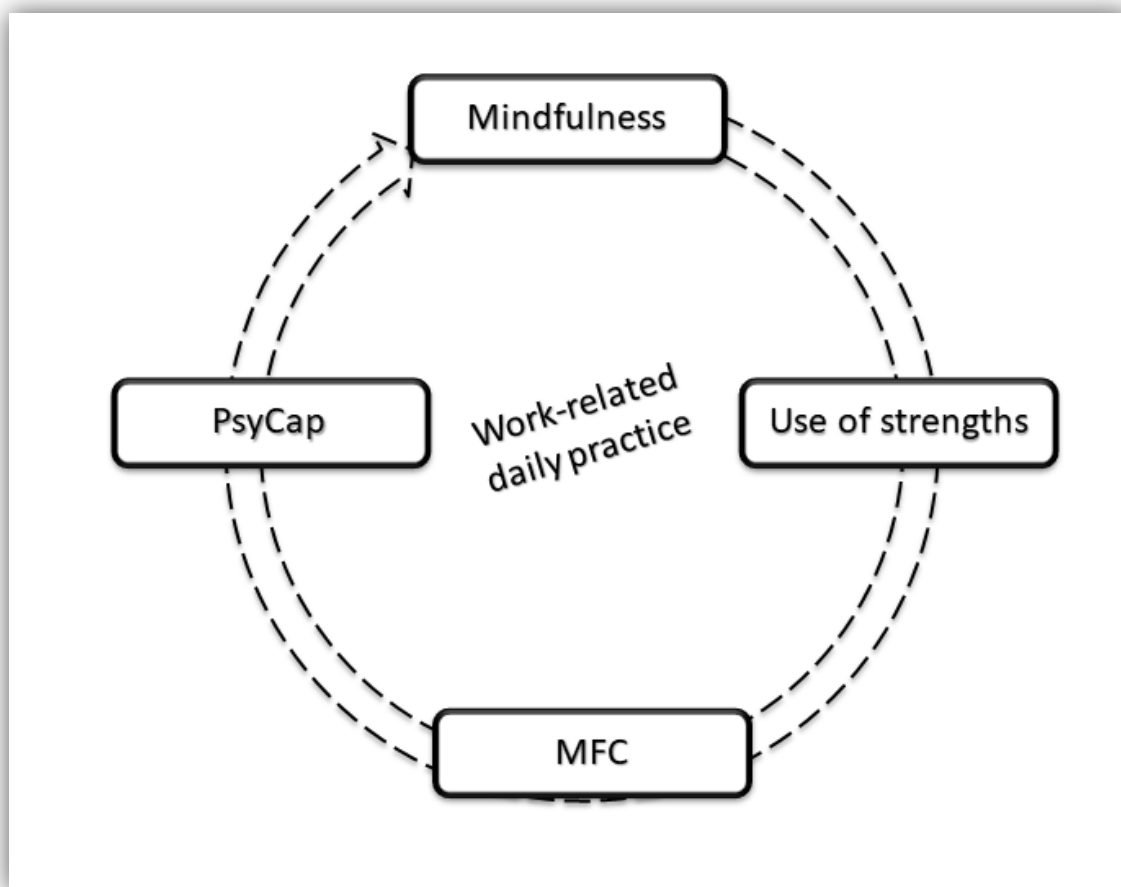 Mindfulness
PsyCap
Work-related
daily practice
Use of strengths
MFC